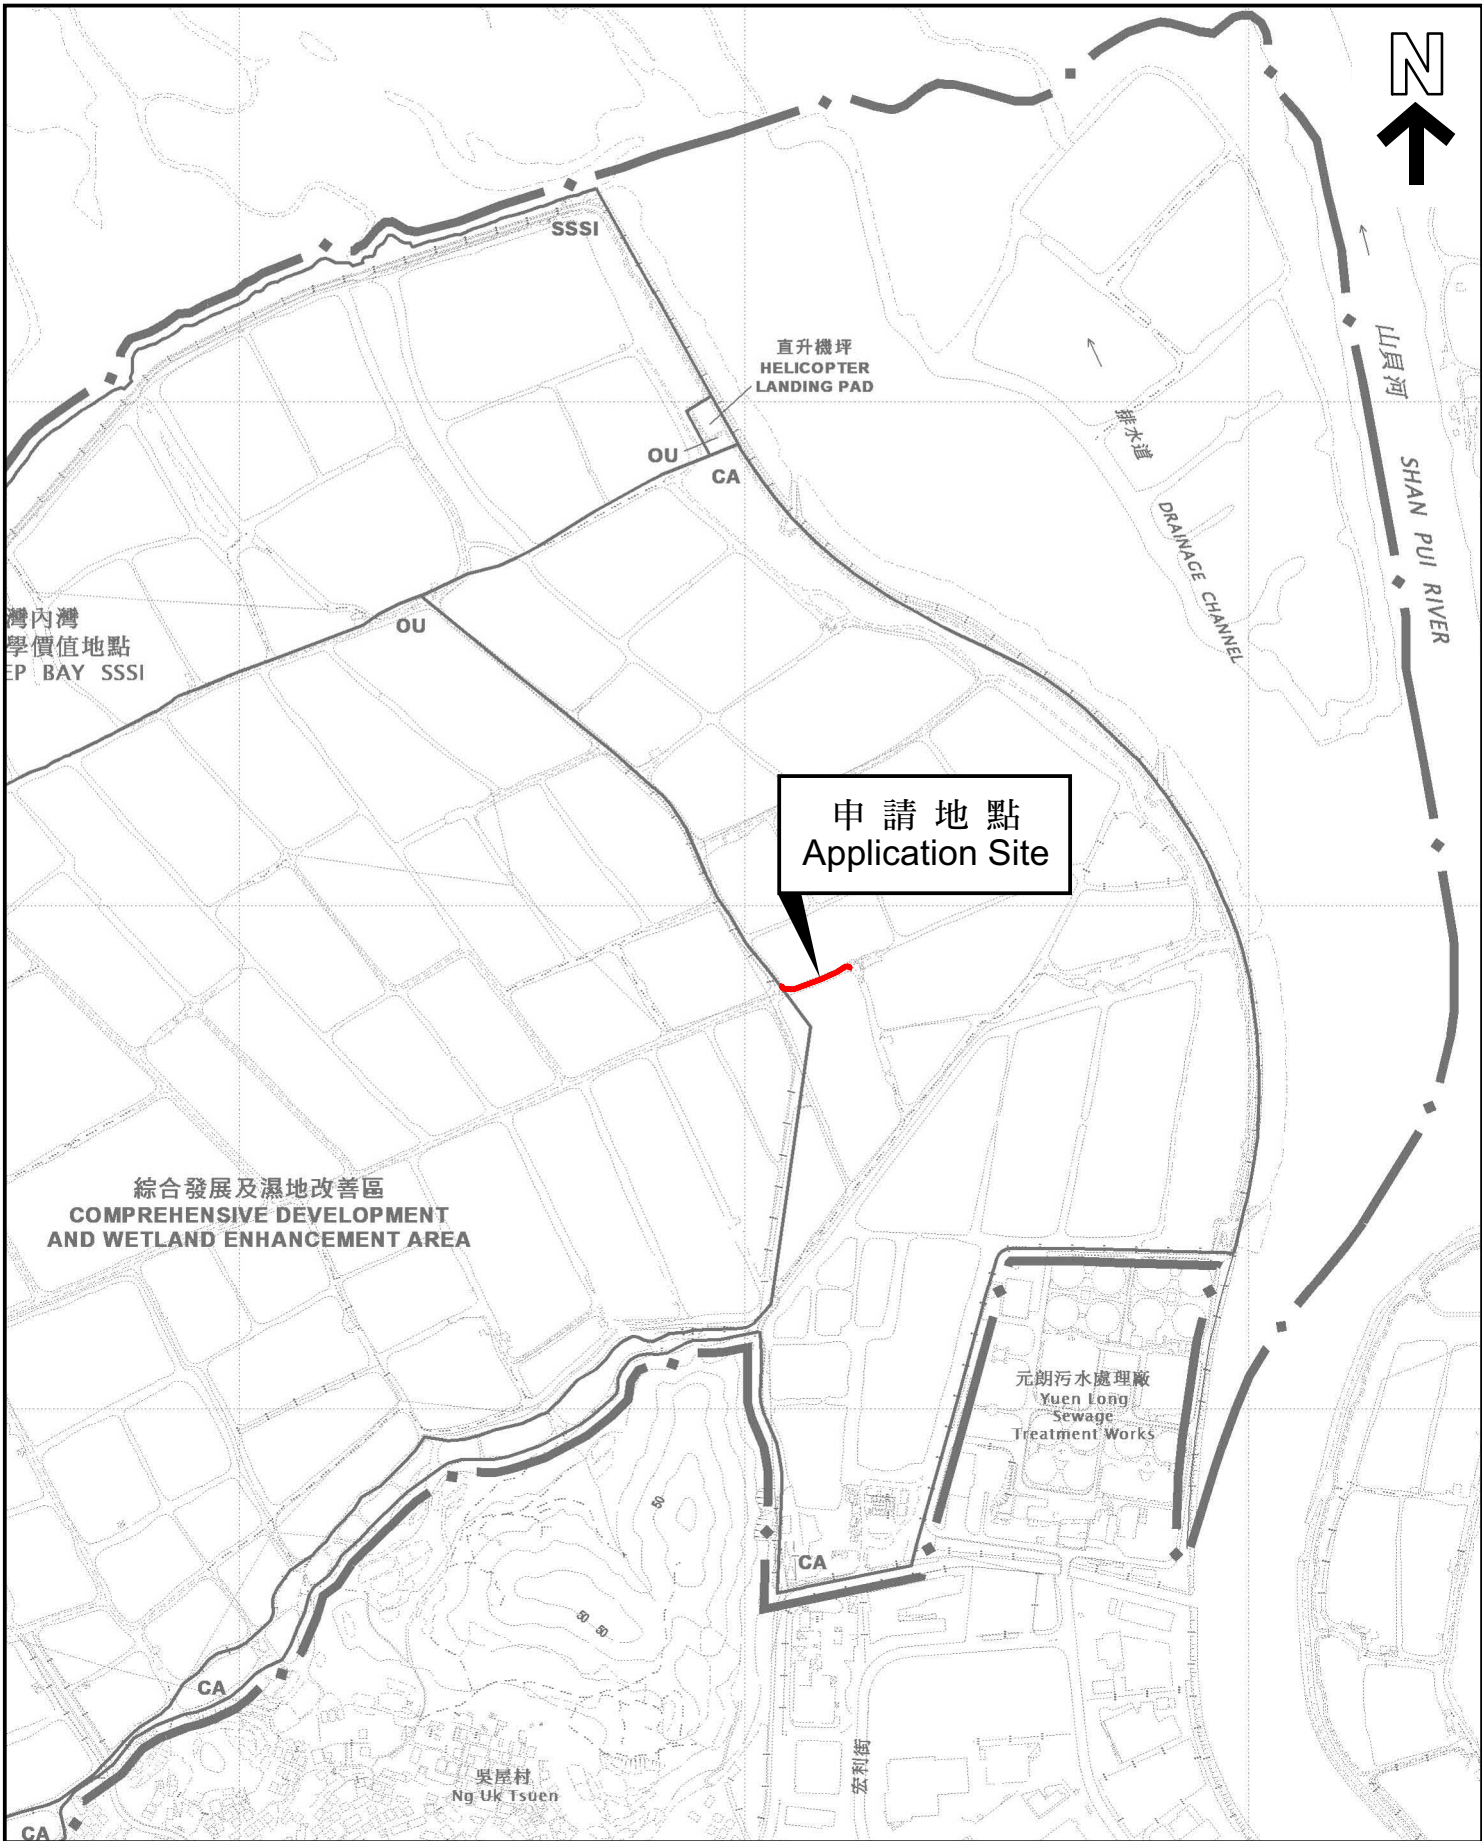 N
SSSI
直升機坪
HELICOPTER
LANDING PAD
OU
CA
山貝河
SHAN PUI RIVER
排水道
DRAINAGE CHANNEL
灣內灣
學價值地點
EP BAY SSSI
OU
申請地點
Application Site
綜合發展及濕地改善區
COMPREHENSIVE DEVELOPMENT
AND WETLAND ENHANCEMENT AREA
元朗污水處理廠
Yuen Long
Sewage
Treatment Works
50
50
50
CA
CA
吳屋村
Ng Uk Tsuen
宏利街
CA